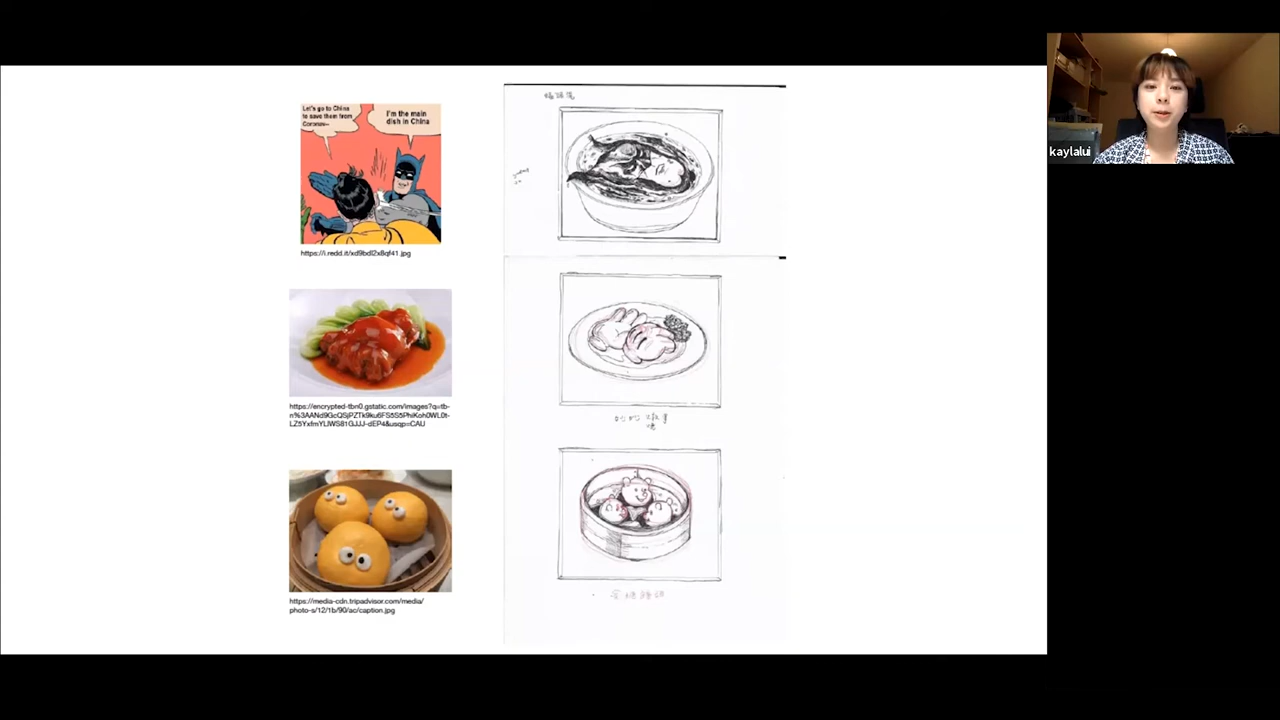 Let's go to China
to save them from
Coronav--
I'm the main
dish in China
https://i.redd.it/xd9bdl2x8qf41.jpg
https://encrypted-tbn0.gstatic.com/images?q=tb-
n%3AANd9GcQSjPZTk9ku6FS5S5PhiKoh0WL0t-
LZ5YxfmYLlWS81GJJJ-dEP4&usqp=CAU
https://media-cdn.tripadvisor.com/media/
photo-s/12/1b/90/ac/caption.jpg
kaylalui